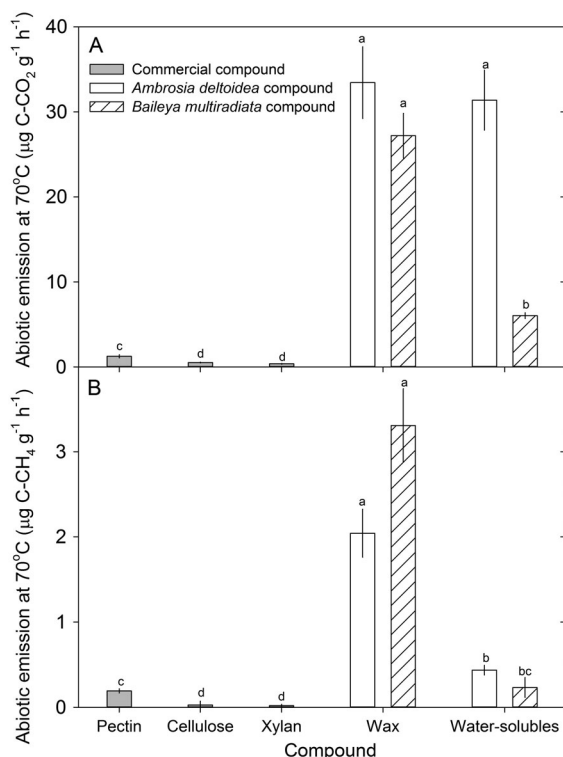 A
Commercial compound
Ambrosia deltoidea compound
Baileya multiradiata compound
Abiotic emission at 70°C (µg C-CO₂ g⁻¹ h⁻¹)
40
30
20
10
0
c
d
d
a
a
a
b
B
Abiotic emission at 70°C (µg C-CH₄ g⁻¹ h⁻¹)
3
2
1
0
c
d
d
a
a
b
bc
Pectin Cellulose Xylan Wax Water-solubles
Compound